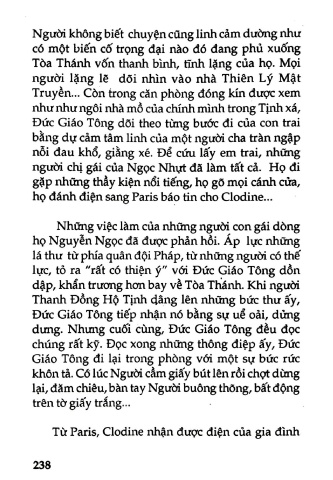 Người không biết chuyện cũng linh cảm dường như
có một biến cố trọng đại nào đó đang phủ xuống
Tòa Thánh vốn thanh bình, tĩnh lặng của họ. Mọi
người lặng lẽ dõi nhìn vào nhà Thiên Lý Mật
Truyền... Còn trong căn phòng đóng kín được xem
như như ngôi nhà mồ của chính mình trong Tịnh xá,
Đức Giáo Tông dõi theo từng bước đi của con trai
bằng dự cảm tâm linh của một người cha tràn ngập
nỗi đau khổ, giằng xé. Để cứu lấy em trai, những
người chị gái của Ngọc Nhựt đã làm tất cả. Họ đi
gặp những thầy kiện nổi tiếng, họ gõ mọi cánh cửa,
họ đánh điện sang Paris báo tin cho Clodine...
Những việc làm của những người con gái dòng
họ Nguyễn Ngọc đã được phản hồi. Áp lực những
lá thư từ phía quân đội Pháp, từ những người có thế
lực, tỏ ra "rất có thiện ý" với Đức Giáo Tông dồn
dập, khẩn trương hơn bay về Tòa Thánh. Khi người
Thanh Đồng Hộ Tịnh dâng lên những bức thư ấy,
Đức Giáo Tông tiếp nhận nó bằng sự uể oải, dửng
dưng. Nhưng cuối cùng, Đức Giáo Tông đều đọc
chúng rất kỹ. Đọc xong những thông điệp ấy, Đức
Giáo Tông đi lại trong phòng với một sự bức rức
khôn tả. Có lúc Người cầm giấy bút lên rồi chợt dừng
lại, đăm chiêu, bàn tay Người buông thõng, bất động
trên tờ giấy trắng...
Từ Paris, Clodine nhận được điện của gia đình
238